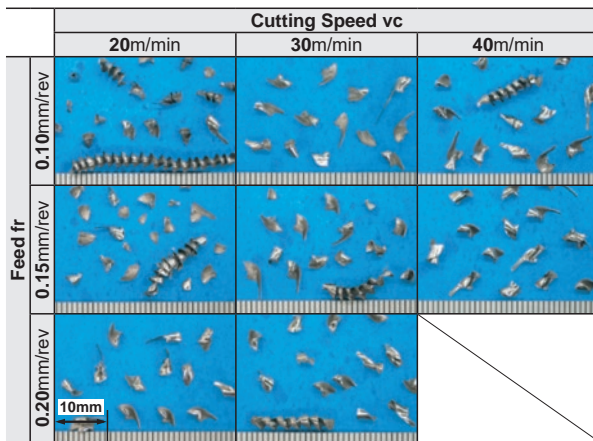 Cutting Speed vc
20m/min 30m/min 40m/min
Feed fr
0.10mm/rev
0.15mm/rev
0.20mm/rev
10mm